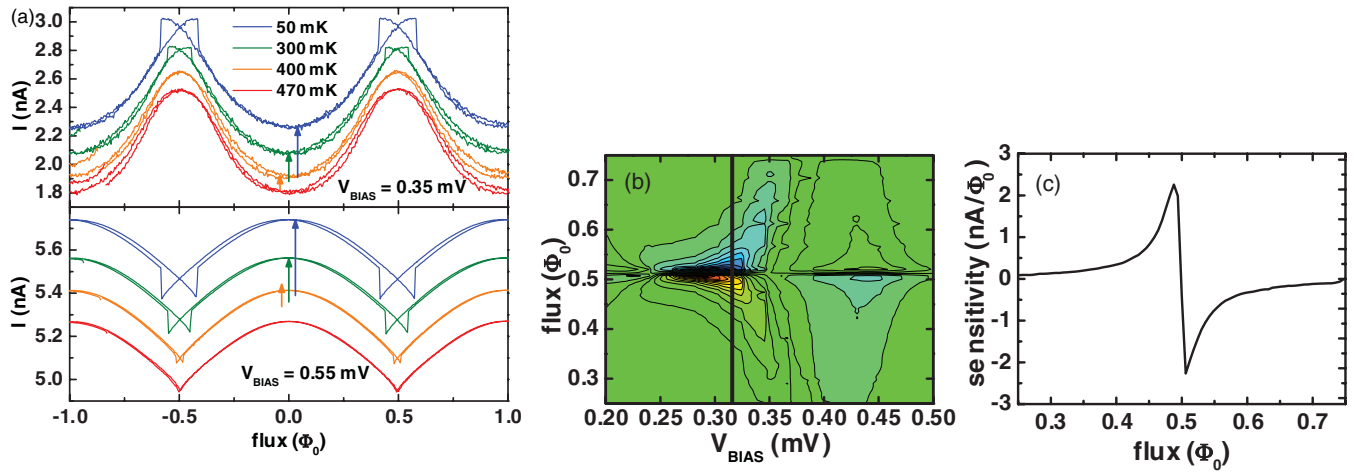 (a)
3.0
2.8
2.6
2.4
2.2
2.0
1.8
I (nA)
50 mK
300 mK
400 mK
470 mK
V_BIAS = 0.35 mV
5.6
5.4
5.2
5.0
I (nA)
V_BIAS = 0.55 mV
-1.0 -0.5 0.0 0.5 1.0
flux (Φ₀)
(b)
0.7
0.6
0.5
0.4
0.3
flux (Φ₀)
0.20 0.30 0.35 0.40 0.45 0.50
V_BIAS (mV)
(c)
3
2
1
0
-1
-2
-3
sensitivity (nA/Φ₀)
0.3 0.4 0.5 0.6 0.7
flux (Φ₀)